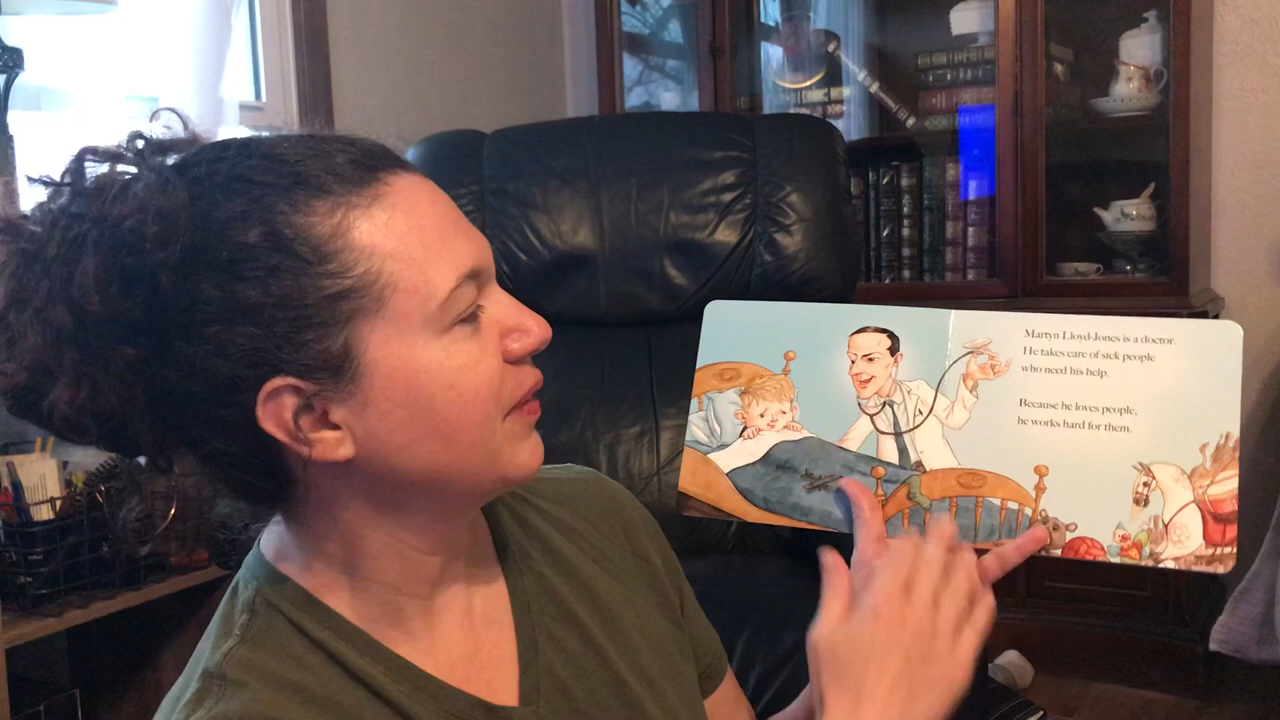 Martyn Lloyd-Jones is a doctor.
He takes care of sick people
who need his help.
Because he loves people,
he works hard for them.